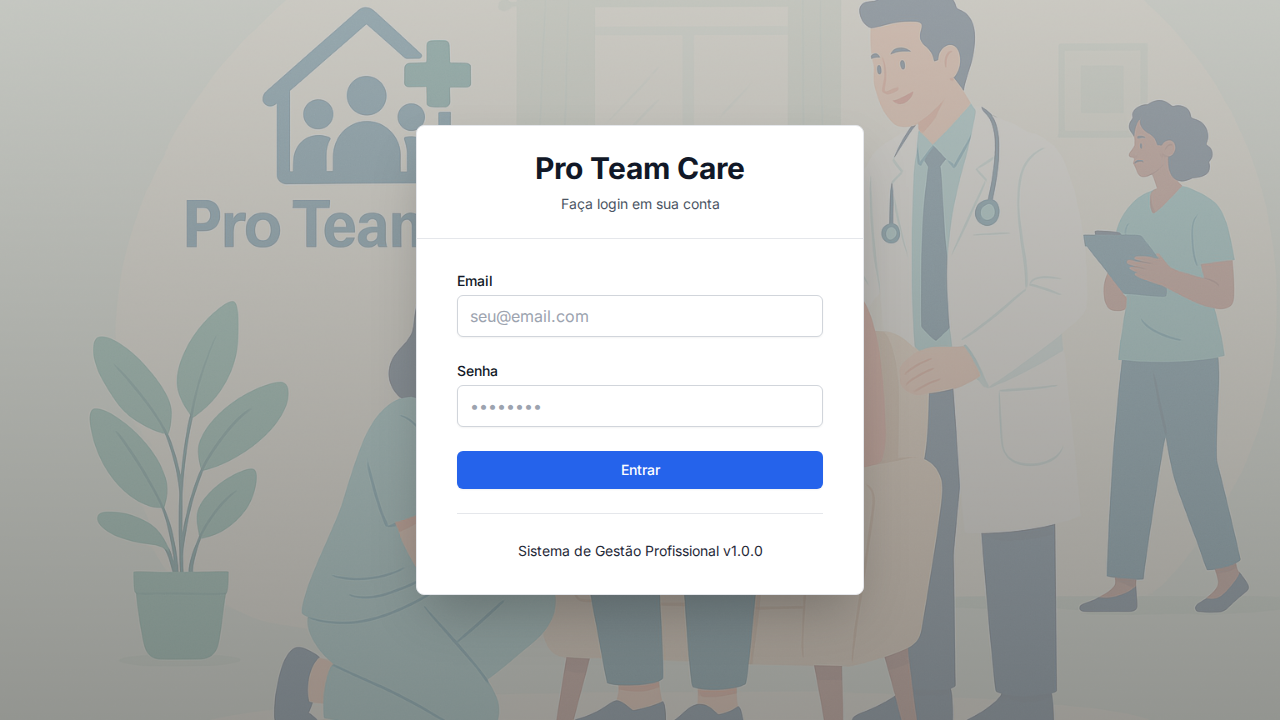 Pro Team Care
Faça login em sua conta
Pro Team
Email
seu@email.com
Senha
Entrar
Sistema de Gestão Profissional v1.0.0